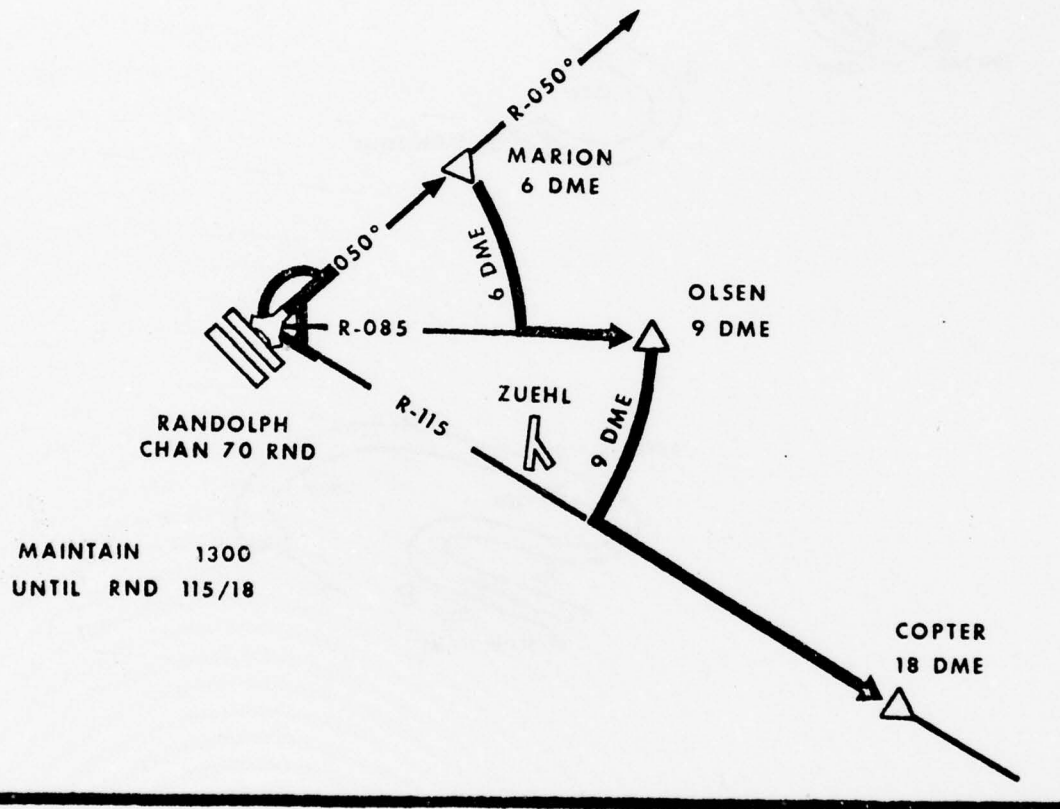 R-050°
MARION
6 DME
050°
6 DME
OLSEN
9 DME
R-085
ZUEHL
R-115
9 DME
RANDOLPH
CHAN 70 RND
MAINTAIN 1300
UNTIL RND 115/18
COPTER
18 DME